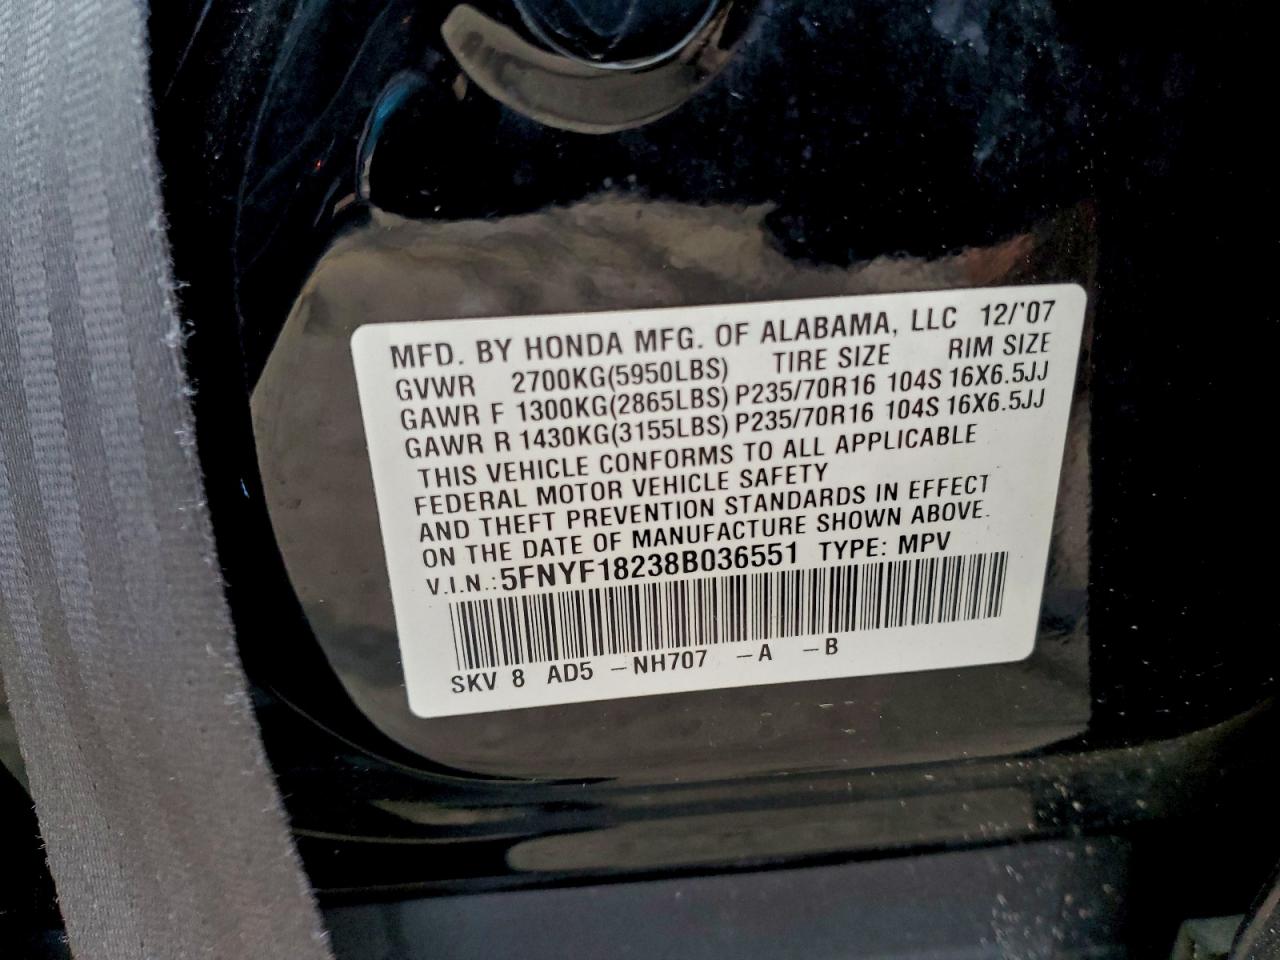 MFD. BY HONDA MFG. OF ALABAMA, LLC 12/'07
GVWR 2700KG(5950LBS) TIRE SIZE RIM SIZE
GAWR F 1300KG(2865LBS) P235/70R16 104S 16X6.5JJ
GAWR R 1430KG(3155LBS) P235/70R16 104S 16X6.5JJ
THIS VEHICLE CONFORMS TO ALL APPLICABLE
FEDERAL MOTOR VEHICLE SAFETY
AND THEFT PREVENTION STANDARDS IN EFFECT
ON THE DATE OF MANUFACTURE SHOWN ABOVE.
V.I.N.:5FNYF18238B036551 TYPE: MPV
SKV 8 AD5 -NH707 -A -B